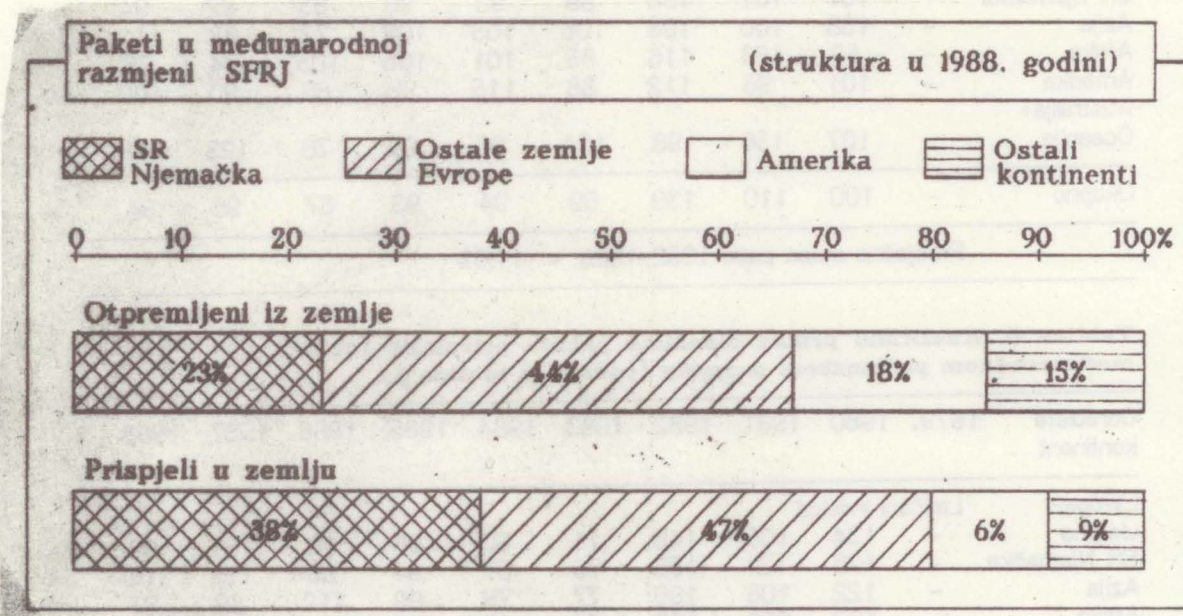 Paketi u međunarodnoj
razmjeni SFRJ
(struktura u 1988. godini)
SR
Njemačka
Ostale zemlje
Evrope
Amerika
Ostali
kontinenti
0 10 20 30 40 50 60 70 80 90 100%
Otpremljeni iz zemlje
23% 44% 18% 15%
Prispjeli u zemlju
38% 47% 6% 9%